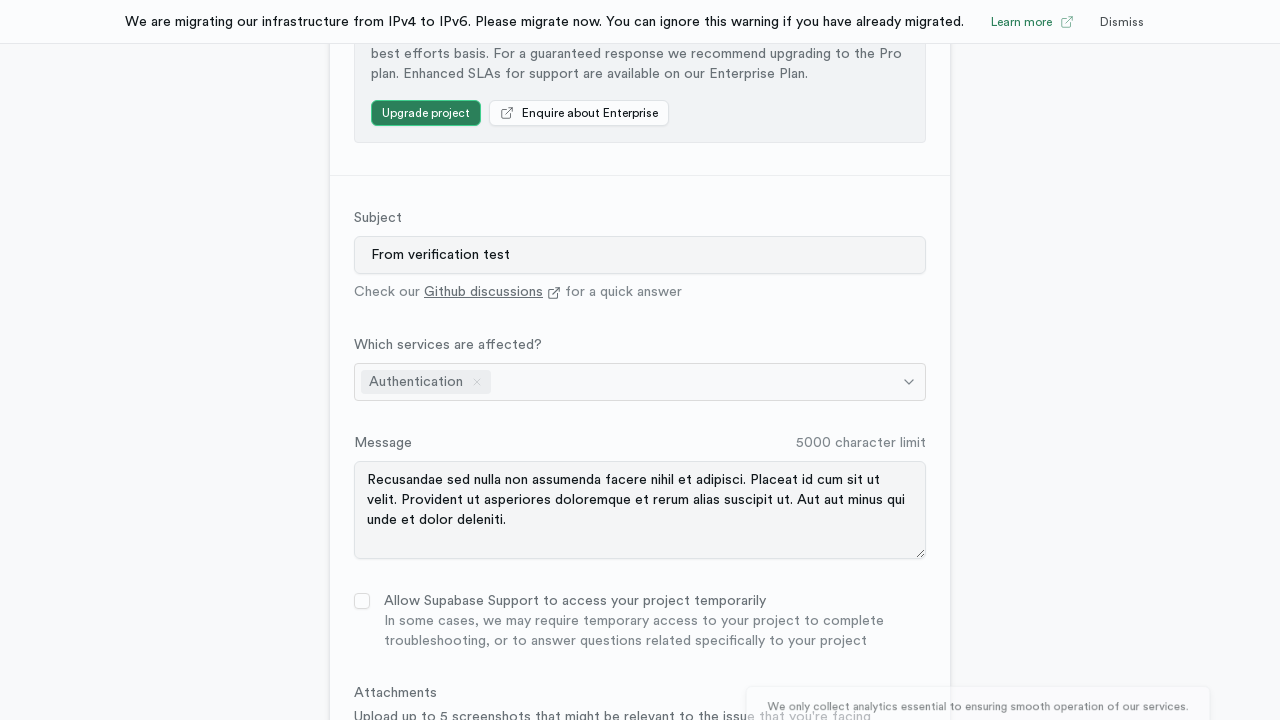 We are migrating our infrastructure from IPv4 to IPv6. Please migrate now. You can ignore this warning if you have already migrated. Learn more Dismiss
best efforts basis. For a guaranteed response we recommend upgrading to the Pro
plan. Enhanced SLAs for support are available on our Enterprise Plan.
Upgrade project Enquire about Enterprise
Subject
From verification test
Check our Github discussions for a quick answer
Which services are affected?
Authentication
Message 5000 character limit
Recusandae sed nulla non assumenda facere nihil et adipisci. Placeat id cum sit ut
velit. Provident ut asperiores doloremque et rerum alias suscipit ut. Aut aut minus qui
unde et dolor deleniti.
Allow Supabase Support to access your project temporarily
In some cases, we may require temporary access to your project to complete
troubleshooting, or to answer questions related specifically to your project
Attachments
We only collect analytics essential to ensuring smooth operation of our services.
Upload up to 5 screenshots that might be relevant to the issue that you're facing